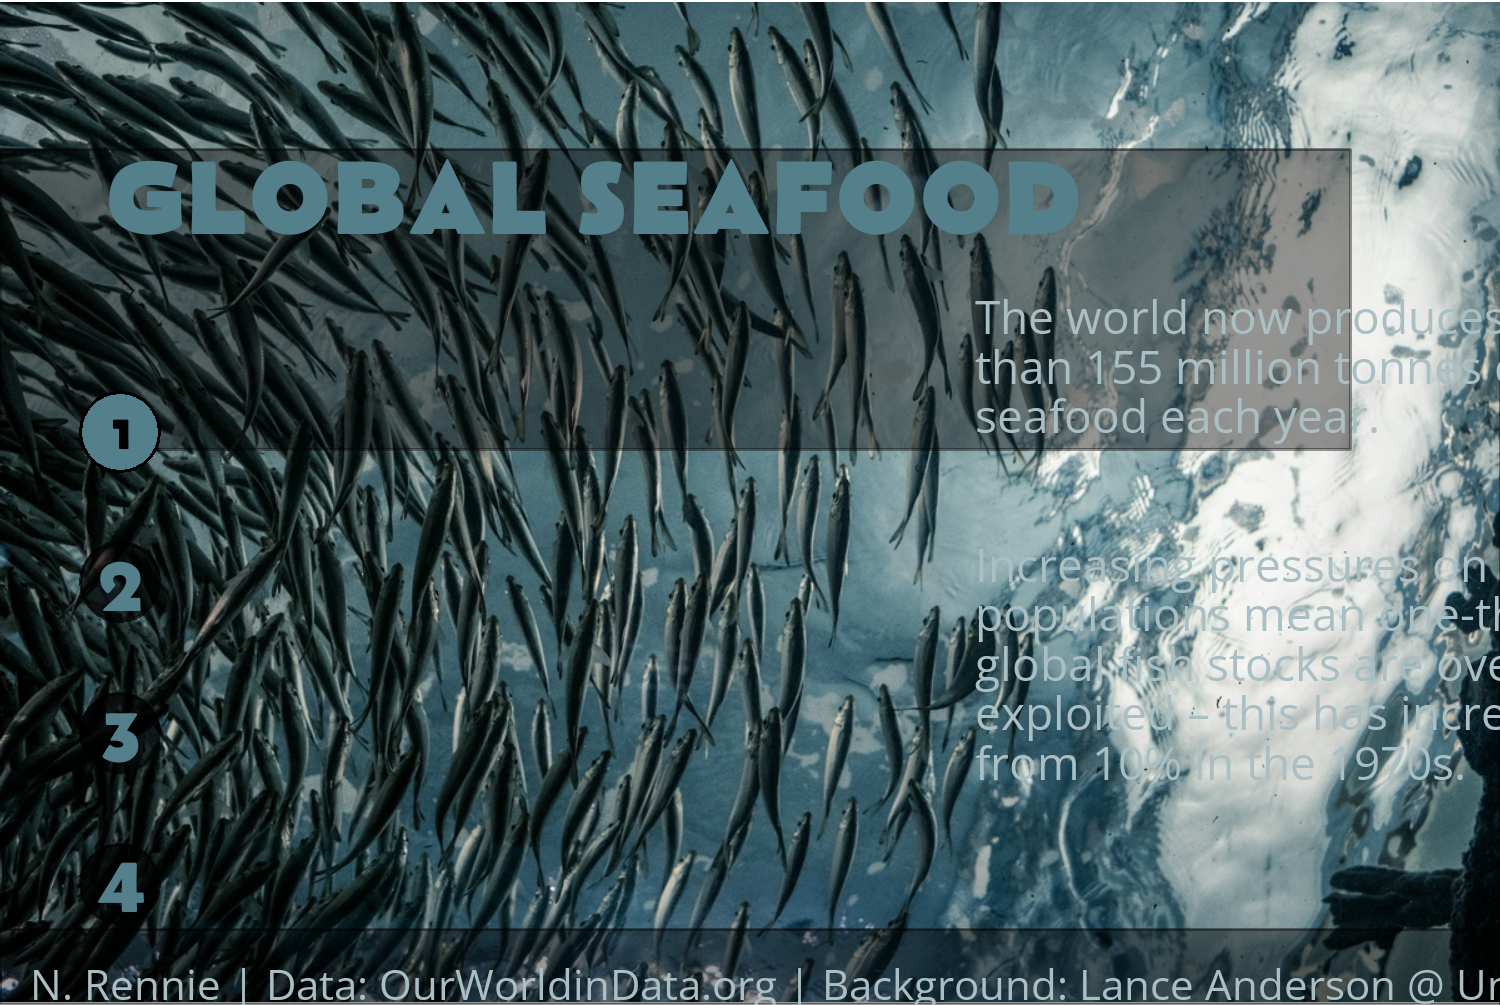 GLOBAL SEAFOOD
The world now produces
than 155 million tonnes
seafood each year.
1
Increasing pressures on
populations mean one-th
global fish stocks are ove
exploited – this has incre
from 10% in the 1970s.
2
3
4
N. Rennie | Data: OurWorldinData.org | Background: Lance Anderson @ Un